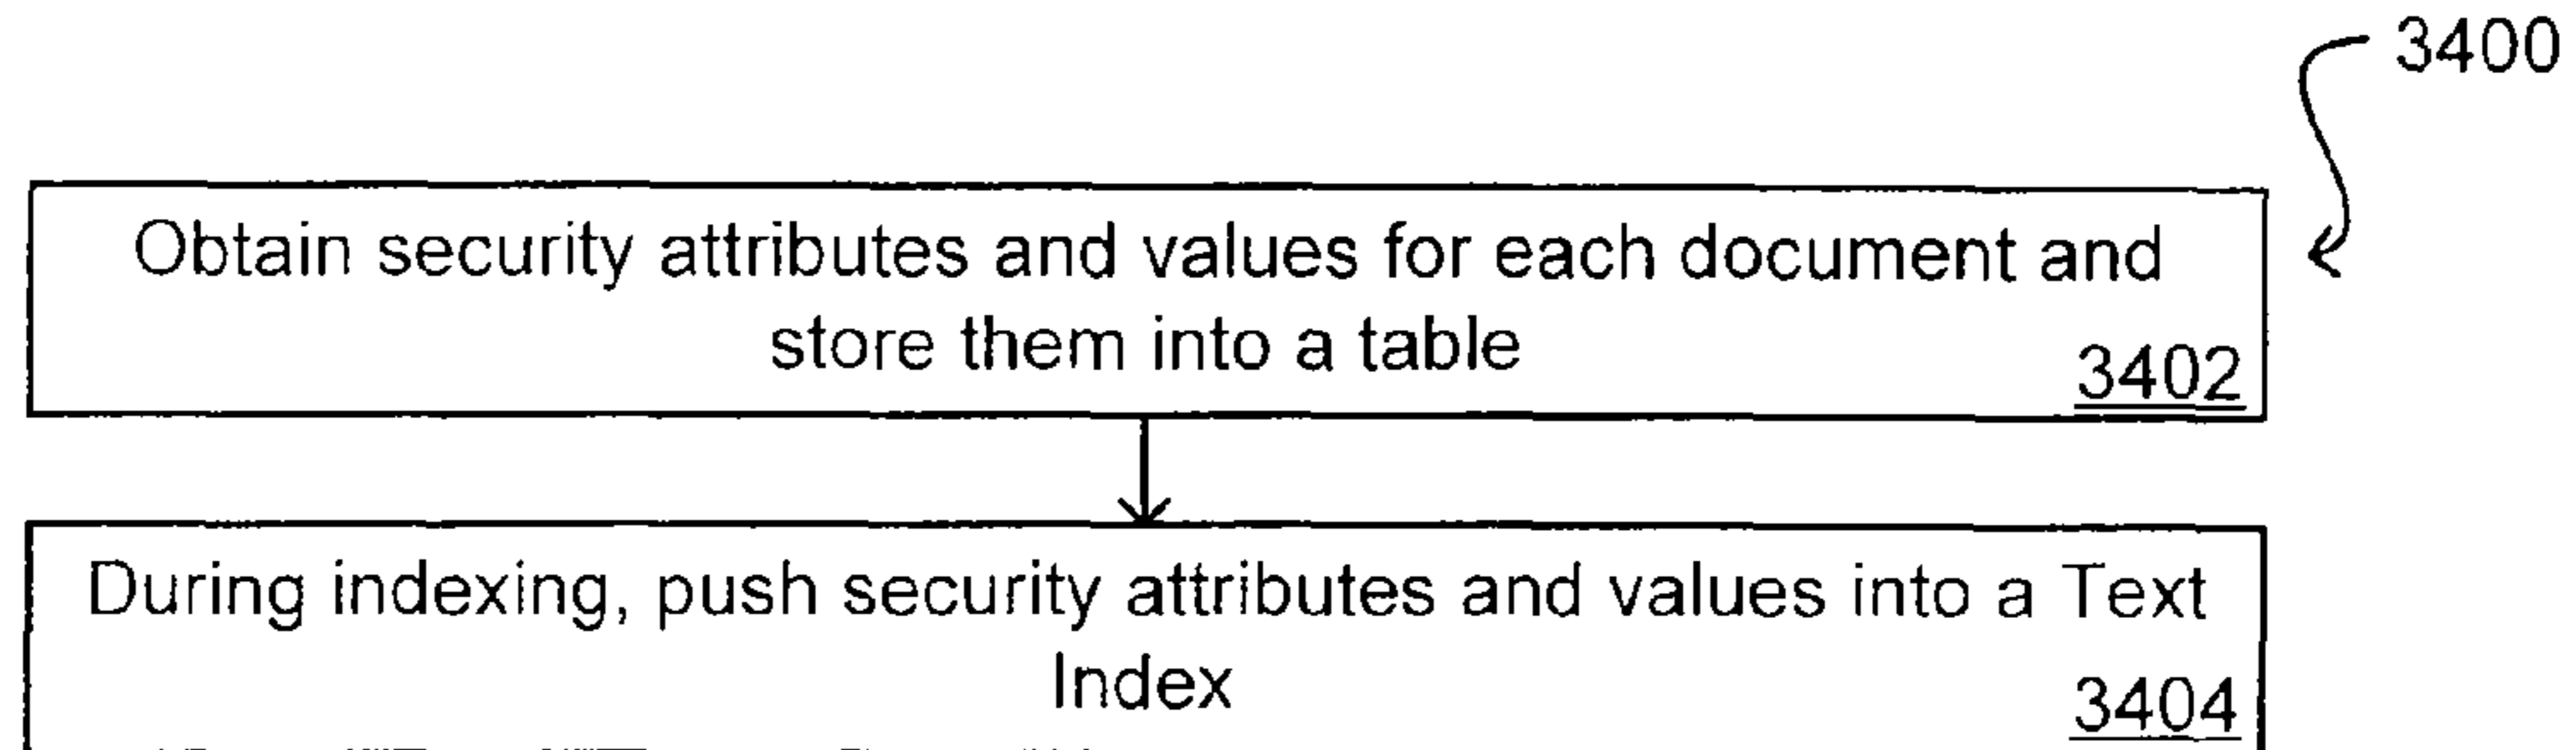 3400
Obtain security attributes and values for each document and
store them into a table
3402
During indexing, push security attributes and values into a Text
Index
3404